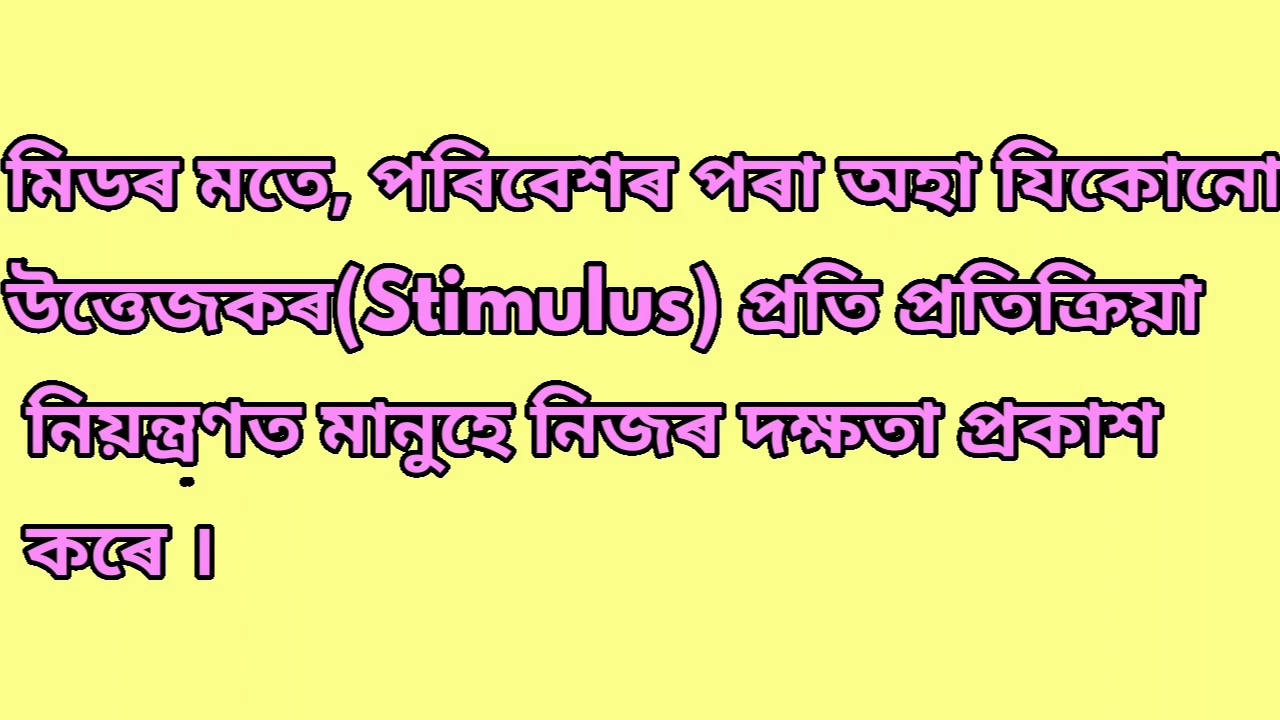 মিডৰ মতে, পৰিবেশৰ পৰা অহা যিকোনো
উত্তেজকৰ(Stimulus) প্ৰতি প্ৰতিক্ৰিয়া
নিয়ন্ত্ৰণত মানুহে নিজৰ দক্ষতা প্ৰকাশ
কৰে ।